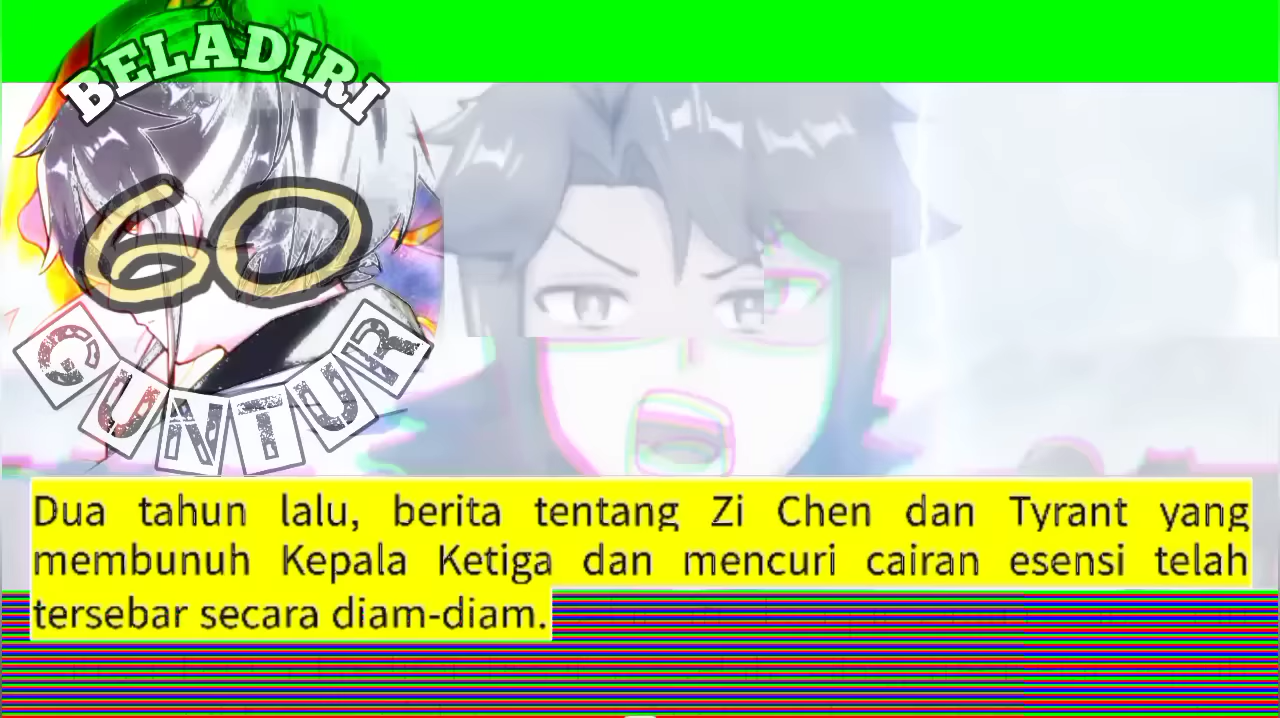 BELADIRI
60
GUNTUR
Dua tahun lalu, berita tentang Zi Chen dan Tyrant yang
membunuh Kepala Ketiga dan mencuri cairan esensi telah
tersebar secara diam-diam.